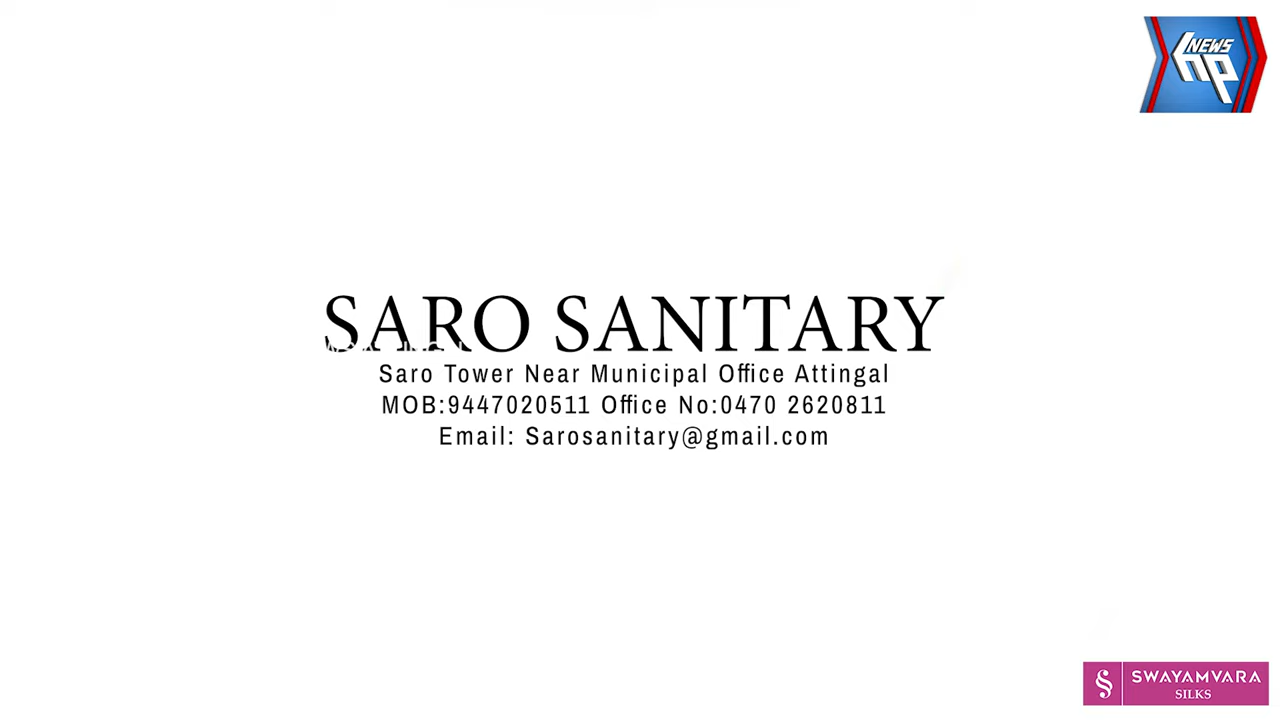 NEWS
hp
SARO SANITARY
Saro Tower Near Municipal Office Attingal
MOB:9447020511 Office No:0470 2620811
Email: Sarosanitary@gmail.com
SWAYAMVARA
SILKS